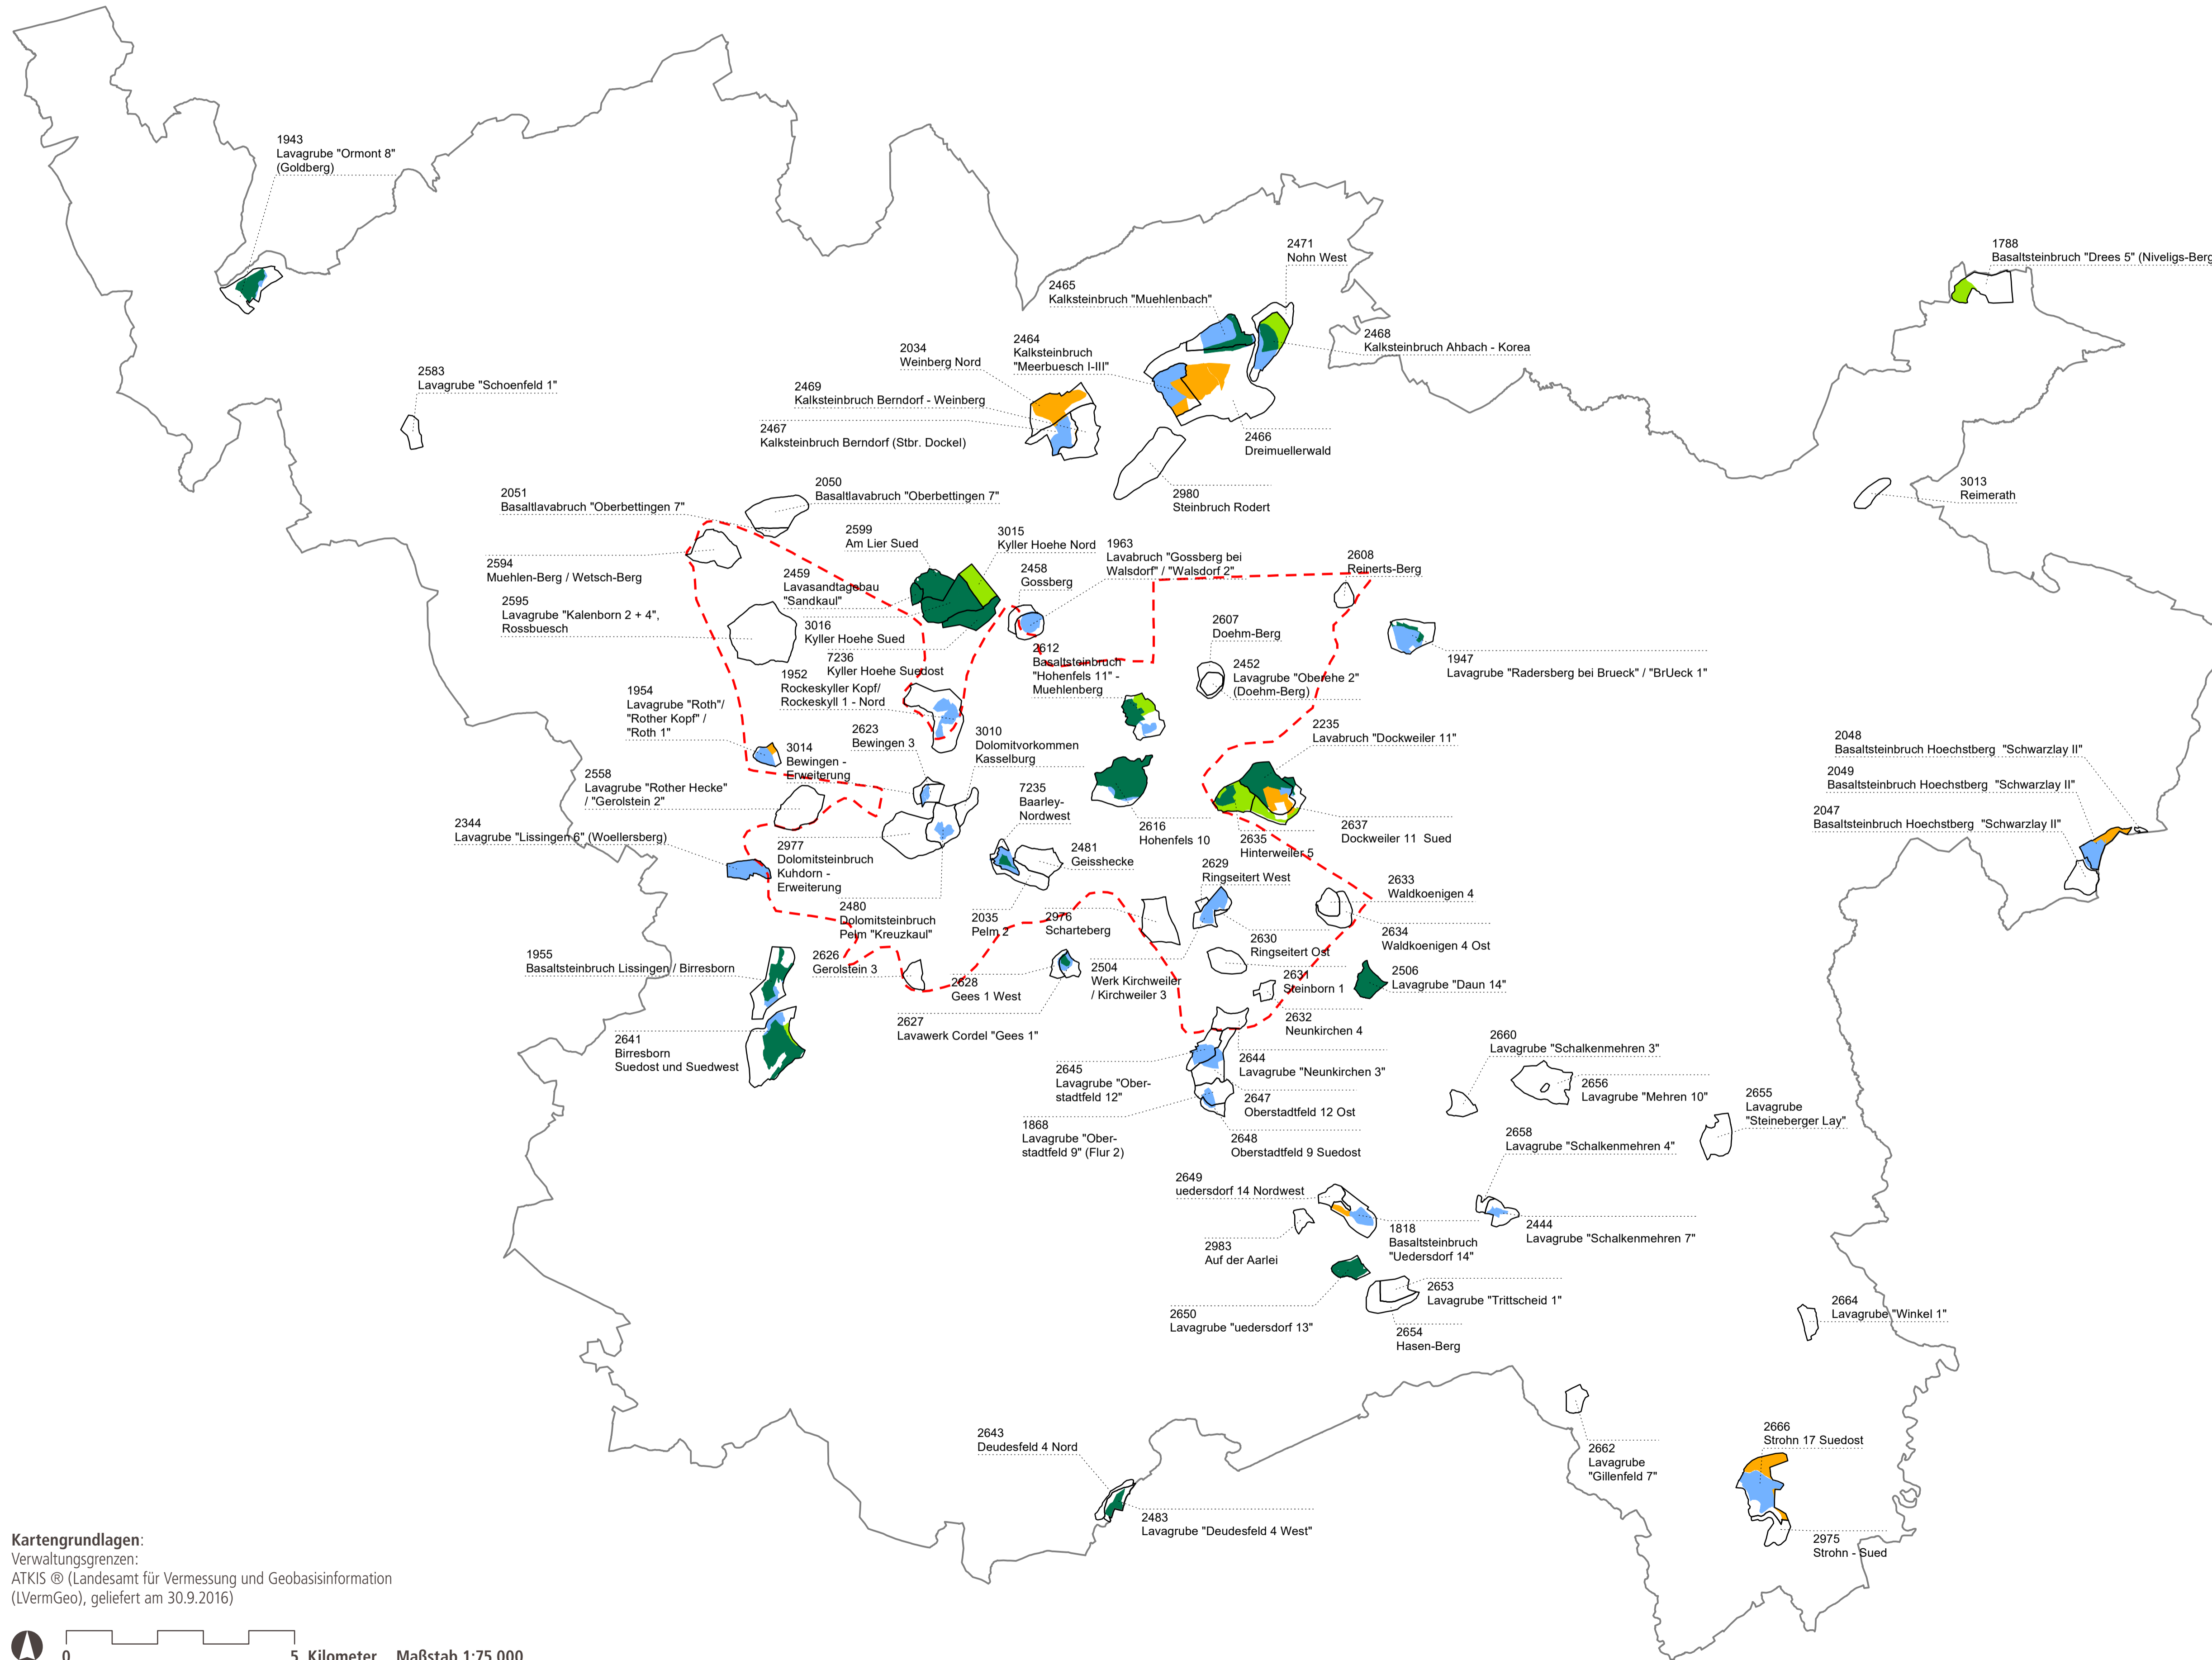 1943
Lavagrube "Ormont 8"
(Goldberg)
2471
Nohn West
1788
Basaltsteinbruch "Drees 5" (Niveligs-Berg
2465
Kalksteinbruch "Muehlenbach"
2468
Kalksteinbruch Ahbach - Korea
2464
Kalksteinbruch
"Meerbuesch I-III"
2034
Weinberg Nord
2583
Lavagrube "Schoenfeld 1"
2469
Kalksteinbruch Berndorf - Weinberg
2467
Kalksteinbruch Berndorf (Stbr. Dockel)
2466
Dreimuellerwald
2980
Steinbruch Rodert
3013
Reimerath
2051
Basaltlavabruch "Oberbettingen 7"
2050
Basaltlavabruch "Oberbettingen 7"
2599
Am Lier Sued
3015
Kyller Hoehe Nord
1963
Lavabruch "Gossberg bei
Walsdorf" / "Walsdorf 2"
2458
Gossberg
2608
Reinerts-Berg
2594
Muehlen-Berg / Wetsch-Berg
2459
Lavasandtagebau
"Sandkaul"
2595
Lavagrube "Kalenborn 2 + 4",
Rossbuesch
3016
Kyller Hoehe Sued
2607
Doehm-Berg
7236
Kyller Hoehe Suedost
2612
Basaltsteinbruch
"Hohenfels 11" -
Muehlenberg
2452
Lavagrube "Oberehe 2"
(Doehm-Berg)
1947
Lavagrube "Radersberg bei Brueck" / "BrUeck 1"
1952
Rockeskyller Kopf/
Rockeskyll 1 - Nord
1954
Lavagrube "Roth"/
"Rother Kopf" /
"Roth 1"
2623
Bewingen 3
3010
Dolomitvorkommen
Kasselburg
2235
Lavabruch "Dockweiler 11"
3014
Bewingen -
Erweiterung
2048
Basaltsteinbruch Hoechstberg  "Schwarzlay II"
2049
Basaltsteinbruch Hoechstberg  "Schwarzlay II"
2047
Basaltsteinbruch Hoechstberg  "Schwarzlay II"
2558
Lavagrube "Rother Hecke"
/ "Gerolstein 2"
7235
Baarley-
Nordwest
2344
Lavagrube "Lissingen 6" (Woellersberg)
2616
Hohenfels 10
2635
Hinterweiler 5
2637
Dockweiler 11  Sued
2977
Dolomitsteinbruch
Kuhdorn -
Erweiterung
2481
Geisshecke
2629
Ringseitert West
2633
Waldkoenigen 4
2480
Dolomitsteinbruch
Pelm "Kreuzkaul"
2035
Pelm 2
2976
Scharteberg
2630
Ringseitert Ost
2634
Waldkoenigen 4 Ost
1955
Basaltsteinbruch Lissingen / Birresborn
2626
Gerolstein 3
2628
Gees 1 West
2504
Werk Kirchweiler
/ Kirchweiler 3
2631
Steinborn 1
2506
Lavagrube "Daun 14"
2627
Lavawerk Cordel "Gees 1"
2632
Neunkirchen 4
2641
Birresborn
Suedost und Suedwest
2660
Lavagrube "Schalkenmehren 3"
2644
Lavagrube "Neunkirchen 3"
2645
Lavagrube "Ober-
stadtfeld 12"
2656
Lavagrube "Mehren 10"
2655
Lavagrube
"Steineberger Lay"
2647
Oberstadtfeld 12 Ost
1868
Lavagrube "Ober-
stadtfeld 9" (Flur 2)
2648
Oberstadtfeld 9 Suedost
2658
Lavagrube "Schalkenmehren 4"
2649
uedersdorf 14 Nordwest
2444
Lavagrube "Schalkenmehren 7"
1818
Basaltsteinbruch
"Uedersdorf 14"
2983
Auf der Aarlei
2653
Lavagrube "Trittscheid 1"
2650
Lavagrube "uedersdorf 13"
2654
Hasen-Berg
2664
Lavagrube "Winkel 1"
2643
Deudesfeld 4 Nord
2483
Lavagrube "Deudesfeld 4 West"
2662
Lavagrube
"Gillenfeld 7"
2666
Strohn 17 Suedost
2975
Strohn - Sued
Kartengrundlagen:
Verwaltungsgrenzen:
ATKIS ® (Landesamt für Vermessung und Geobasisinformation
(LVermGeo), geliefert am 30.9.2016)
0 5 Kilometer Maßstab 1:75.000